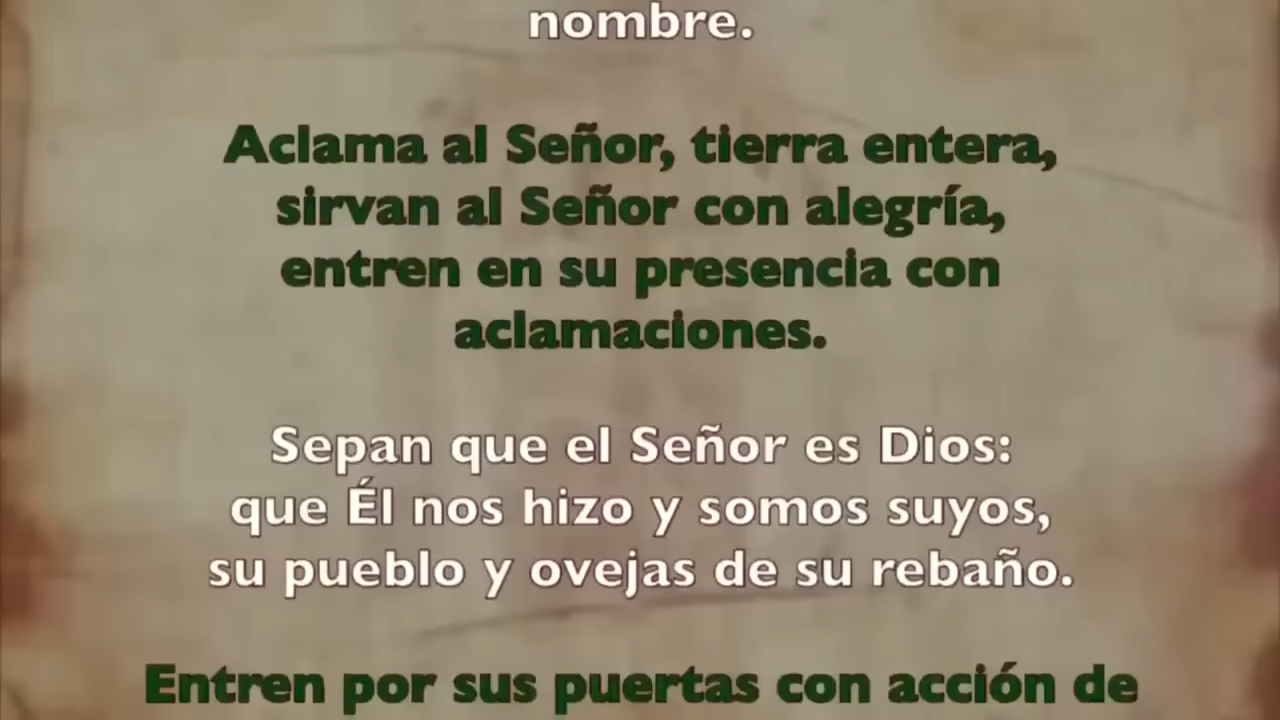 nombre.
Aclama al Señor, tierra entera,
sirvan al Señor con alegría,
entren en su presencia con
aclamaciones.
Sepan que el Señor es Dios:
que Él nos hizo y somos suyos,
su pueblo y ovejas de su rebaño.
Entren por sus puertas con acción de